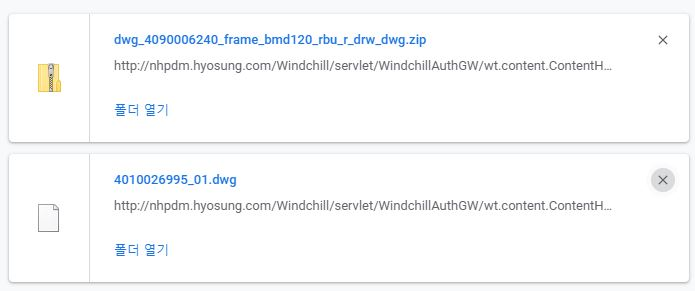 dwg_4090006240_frame_bmd120_rbu_r_drw_dwg.zip
http://nhpdm.hyosung.com/Windchill/servlet/WindchillAuthGW/wt.content.ContentH...
폴더 열기
4010026995_01.dwg
http://nhpdm.hyosung.com/Windchill/servlet/WindchillAuthGW/wt.content.ContentH...
폴더 열기